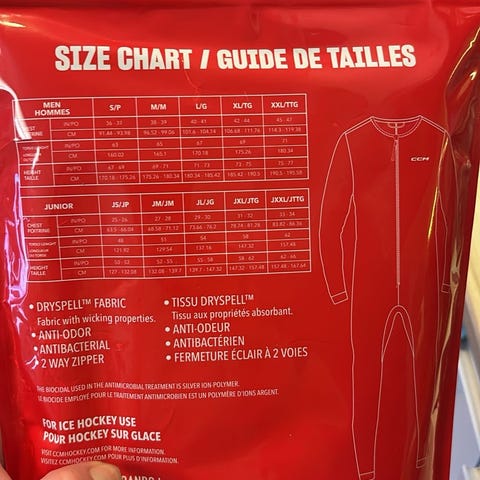 SIZE CHART / GUIDE DE TAILLES
MEN HOMMES S/P M/M L/G XL/TG XXL/TTG
CHEST POITRINE IN/PO 36 - 37 38 - 39 40 - 41 42 - 44 45 - 47
CM 91.44 - 93.98 96.52 - 99.06 101.6 - 104.14 106.68 - 111.76 114.3 - 119.38
TORSO LENGHT IN/PO 63 65 67 69 71
CM 160.02 165.1 170.18 175.26 180.34
HEIGHT TAILLE IN/PO 67 - 69 69 - 71 71 - 73 73 - 75 75 - 77
CM 170.18 - 175.26 175.26 - 180.34 180.34 - 185.42 185.42 - 190.5 190.5 - 195.58
JUNIOR JS/JP JM/JM JL/JG JXL/JTG JXXL/JTTG
CHEST POITRINE IN/PO 25 - 26 27 - 28 29 - 30 31 - 32 33 - 34
CM 63.5 - 66.04 68.58 - 71.12 73.66 - 76.2 78.74 - 81.28 83.82 - 86.36
TORSO LENGHT IN/PO 48 51 54 58 62
CM 121.92 129.54 137.16 147.32 157.48
HEIGHT TAILLE IN/PO 50 - 52 52 - 55 55 - 58 58 - 62 62 - 66
CM 127 - 132.08 132.08 - 139.7 139.7 - 147.32 147.32 - 157.48 157.48 - 167.64
CCM
• DRYSPELL™ FABRIC
Fabric with wicking properties.
• ANTI-ODOR
• ANTIBACTERIAL
• 2 WAY ZIPPER
• TISSU DRYSPELL™
Tissu aux propriétés absorbant.
• ANTI-ODEUR
• ANTIBACTÉRIEN
• FERMETURE ÉCLAIR À 2 VOIES
THE BIOCIDAL USED IN THE ANTIMICROBIAL TREATMENT IS SILVER ION POLYMER.
LE BIOCIDE EMPLOYÉ POUR LE TRAITEMENT ANTIMICROBIEN EST UN POLYMÈRE D'IONS ARGENT.
FOR ICE HOCKEY USE
POUR HOCKEY SUR GLACE
VISIT CCMHOCKEY.COM FOR MORE INFORMATION.
VISITEZ CCMHOCKEY.COM POUR PLUS D'INFORMATION.